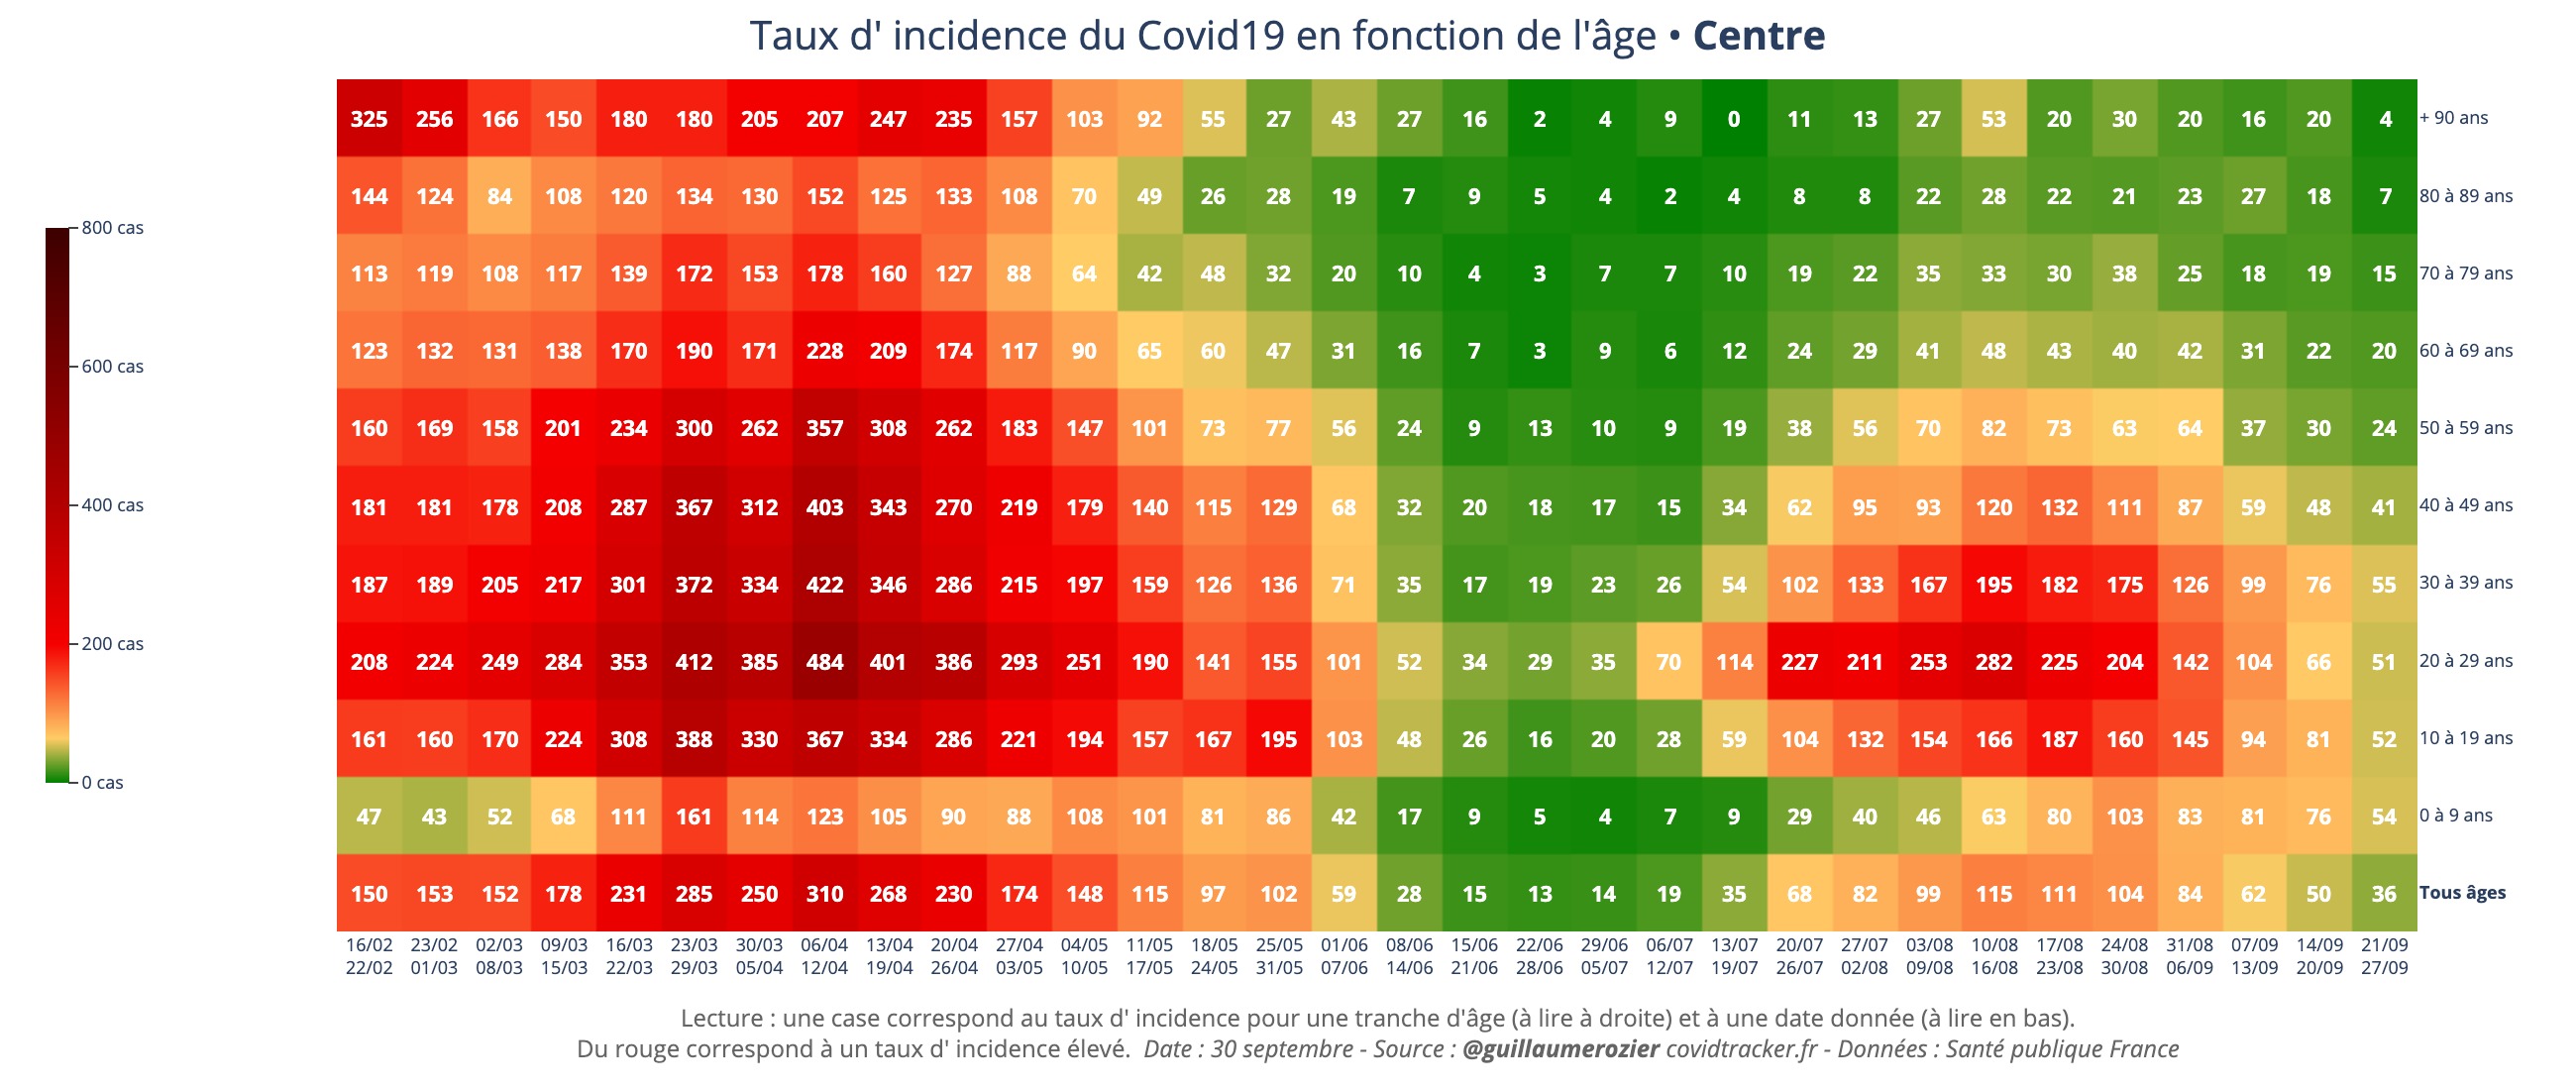 Taux d' incidence du Covid19 en fonction de l'âge • Centre
800 cas
600 cas
400 cas
200 cas
0 cas
325 256 166 150 180 180 205 207 247 235 157 103 92 55 27 43 27 16 2 4 9 0 11 13 27 53 20 30 20 16 20 4 + 90 ans
144 124 84 108 120 134 130 152 125 133 108 70 49 26 28 19 7 9 5 4 2 4 8 8 22 28 22 21 23 27 18 7 80 à 89 ans
113 119 108 117 139 172 153 178 160 127 88 64 42 48 32 20 10 4 3 7 7 10 19 22 35 33 30 38 25 18 19 15 70 à 79 ans
123 132 131 138 170 190 171 228 209 174 117 90 65 60 47 31 16 7 3 9 6 12 24 29 41 48 43 40 42 31 22 20 60 à 69 ans
160 169 158 201 234 300 262 357 308 262 183 147 101 73 77 56 24 9 13 10 9 19 38 56 70 82 73 63 64 37 30 24 50 à 59 ans
181 181 178 208 287 367 312 403 343 270 219 179 140 115 129 68 32 20 18 17 15 34 62 95 93 120 132 111 87 59 48 41 40 à 49 ans
187 189 205 217 301 372 334 422 346 286 215 197 159 126 136 71 35 17 19 23 26 54 102 133 167 195 182 175 126 99 76 55 30 à 39 ans
208 224 249 284 353 412 385 484 401 386 293 251 190 141 155 101 52 34 29 35 70 114 227 211 253 282 225 204 142 104 66 51 20 à 29 ans
161 160 170 224 308 388 330 367 334 286 221 194 157 167 195 103 48 26 16 20 28 59 104 132 154 166 187 160 145 94 81 52 10 à 19 ans
47 43 52 68 111 161 114 123 105 90 88 108 101 81 86 42 17 9 5 4 7 9 29 40 46 63 80 103 83 81 76 54 0 à 9 ans
150 153 152 178 231 285 250 310 268 230 174 148 115 97 102 59 28 15 13 14 19 35 68 82 99 115 111 104 84 62 50 36 Tous âges
16/02 23/02 02/03 09/03 16/03 23/03 30/03 06/04 13/04 20/04 27/04 04/05 11/05 18/05 25/05 01/06 08/06 15/06 22/06 29/06 06/07 13/07 20/07 27/07 03/08 10/08 17/08 24/08 31/08 07/09 14/09 21/09
22/02 01/03 08/03 15/03 22/03 29/03 05/04 12/04 19/04 26/04 03/05 10/05 17/05 24/05 31/05 07/06 14/06 21/06 28/06 05/07 12/07 19/07 26/07 02/08 09/08 16/08 23/08 30/08 06/09 13/09 20/09 27/09
Lecture : une case correspond au taux d' incidence pour une tranche d'âge (à lire à droite) et à une date donnée (à lire en bas).
Du rouge correspond à un taux d' incidence élevé. Date : 30 septembre - Source : @guillaumerozier covidtracker.fr - Données : Santé publique France